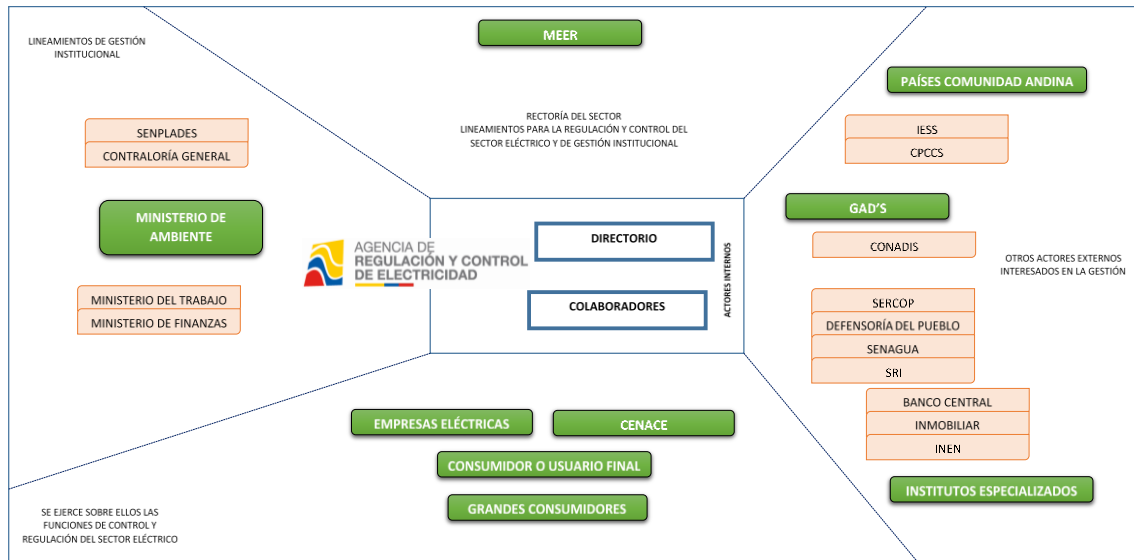 LINEAMIENTOS DE GESTIÓN
INSTITUCIONAL
SENPLADES
CONTRALORÍA GENERAL
MINISTERIO DE
AMBIENTE
MINISTERIO DEL TRABAJO
MINISTERIO DE FINANZAS
MEER
RECTORÍA DEL SECTOR
LINEAMIENTOS PARA LA REGULACIÓN Y CONTROL DEL
SECTOR ELÉCTRICO Y DE GESTIÓN INSTITUCIONAL
AGENCIA DE
REGULACIÓN Y CONTROL
DE ELECTRICIDAD
DIRECTORIO
COLABORADORES
ACTORES INTERNOS
PAÍSES COMUNIDAD ANDINA
IESS
CPCCS
GAD'S
CONADIS
OTROS ACTORES EXTERNOS
INTERESADOS EN LA GESTIÓN
SERCOP
DEFENSORÍA DEL PUEBLO
SENAGUA
SRI
BANCO CENTRAL
INMOBILIAR
INEN
INSTITUTOS ESPECIALIZADOS
EMPRESAS ELÉCTRICAS
CENACE
CONSUMIDOR O USUARIO FINAL
GRANDES CONSUMIDORES
SE EJERCE SOBRE ELLOS LAS
FUNCIONES DE CONTROL Y
REGULACIÓN DEL SECTOR ELÉCTRICO